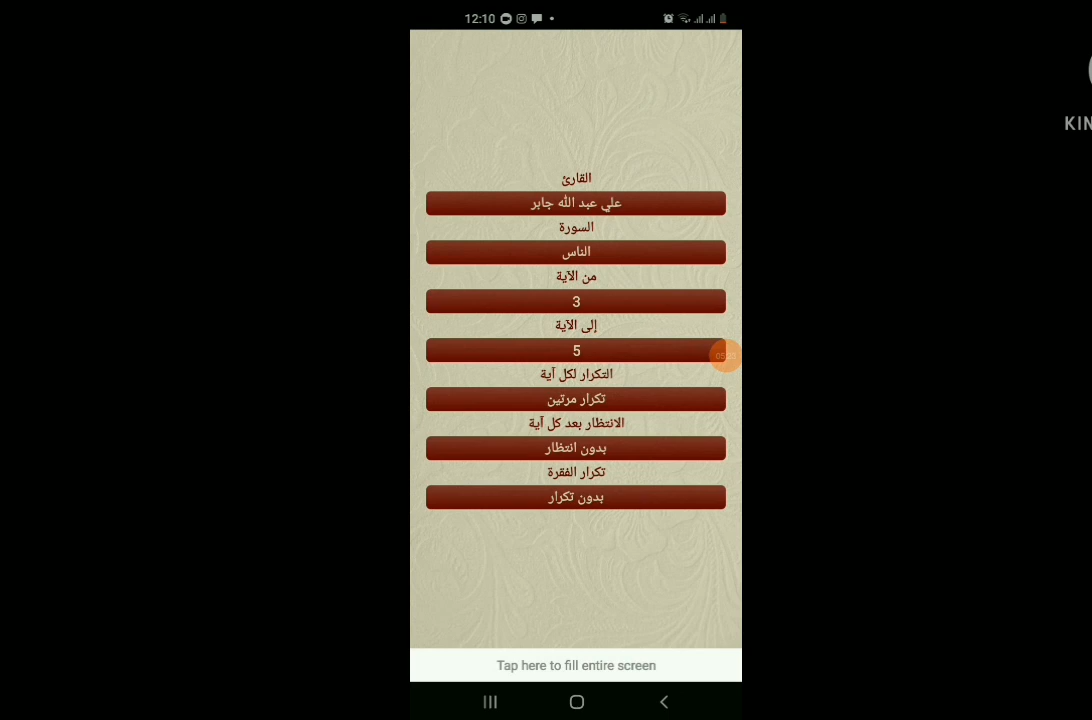 12:10
القارئ
علي عبد الله جابر
السورة
الناس
من الآية
3
إلى الآية
5
التكرار لكل آية
تكرار مرتين
الانتظار بعد كل آية
بدون انتظار
تكرار الفقرة
بدون تكرار
Tap here to fill entire screen
KIN